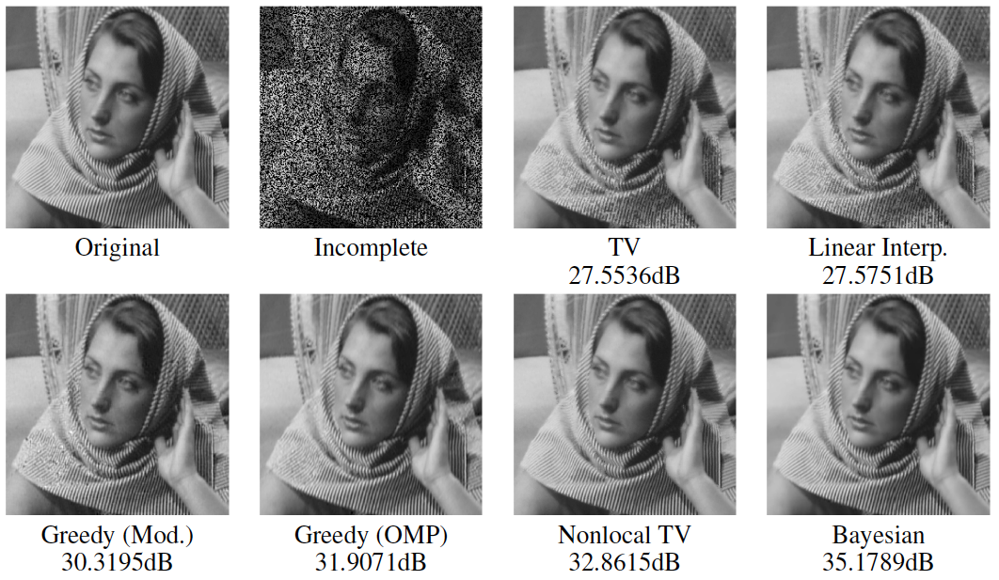 Original
Incomplete
TV
27.5536dB
Linear Interp.
27.5751dB
Greedy (Mod.)
30.3195dB
Greedy (OMP)
31.9071dB
Nonlocal TV
32.8615dB
Bayesian
35.1789dB